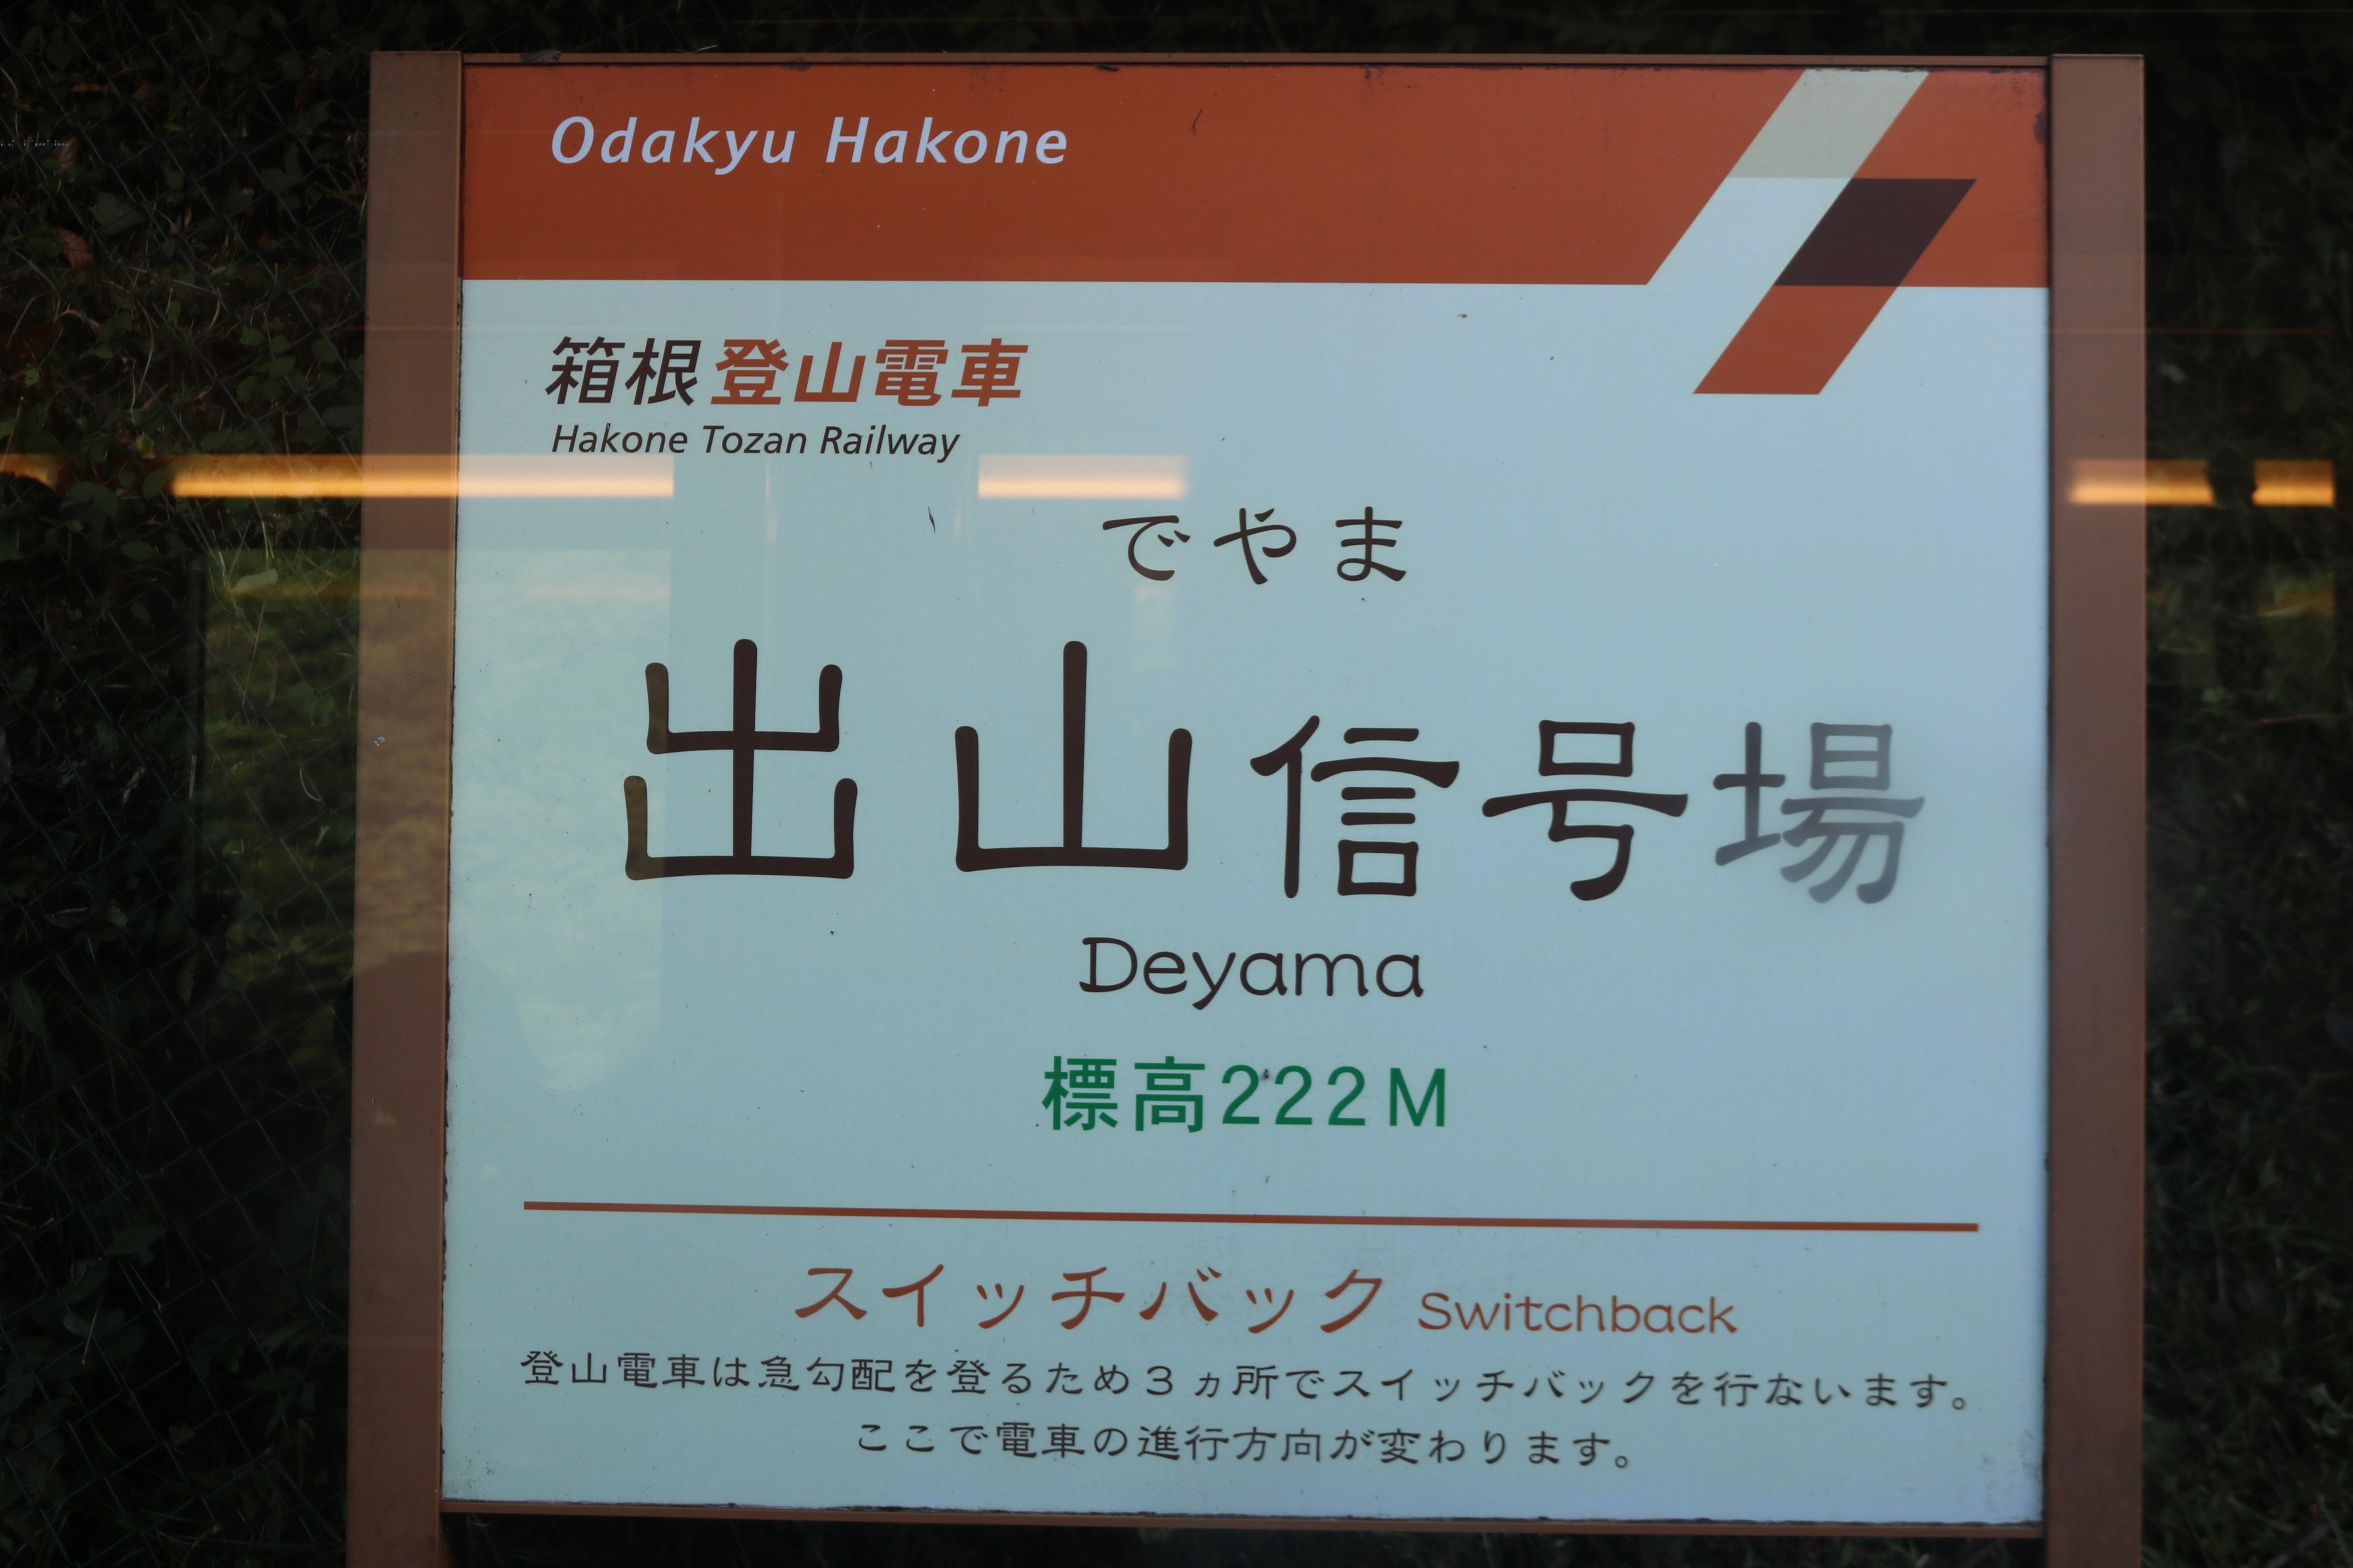 Odakyu Hakone
箱根登山電車
Hakone Tozan Railway
でやま
出山信号場
Deyama
標高222M
スイッチバック Switchback
登山電車は急勾配を登るため3ヵ所でスイッチバックを行ないます。
ここで電車の進行方向が変わります。